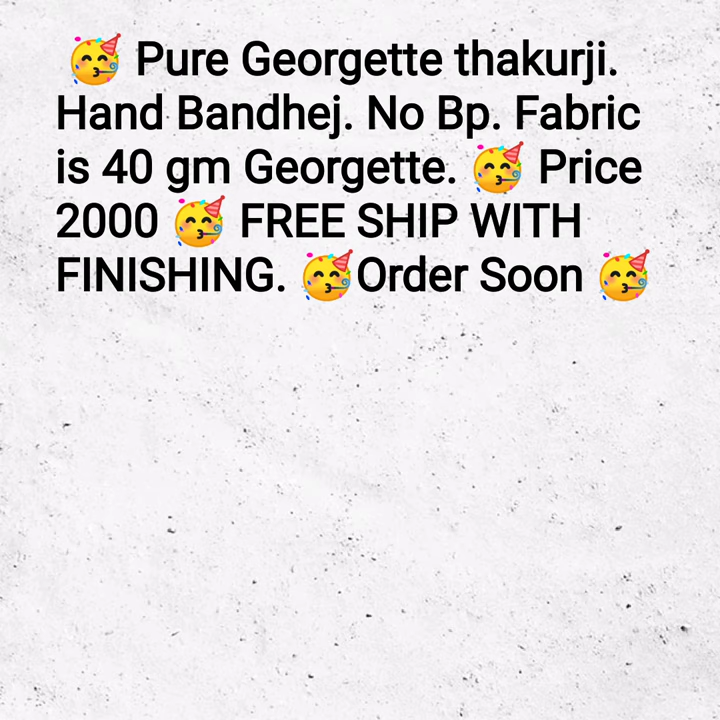 🥳 Pure Georgette thakurji.
Hand Bandhej. No Bp. Fabric
is 40 gm Georgette. 🥳 Price
2000 🥳 FREE SHIP WITH
FINISHING. 🥳Order Soon 🥳